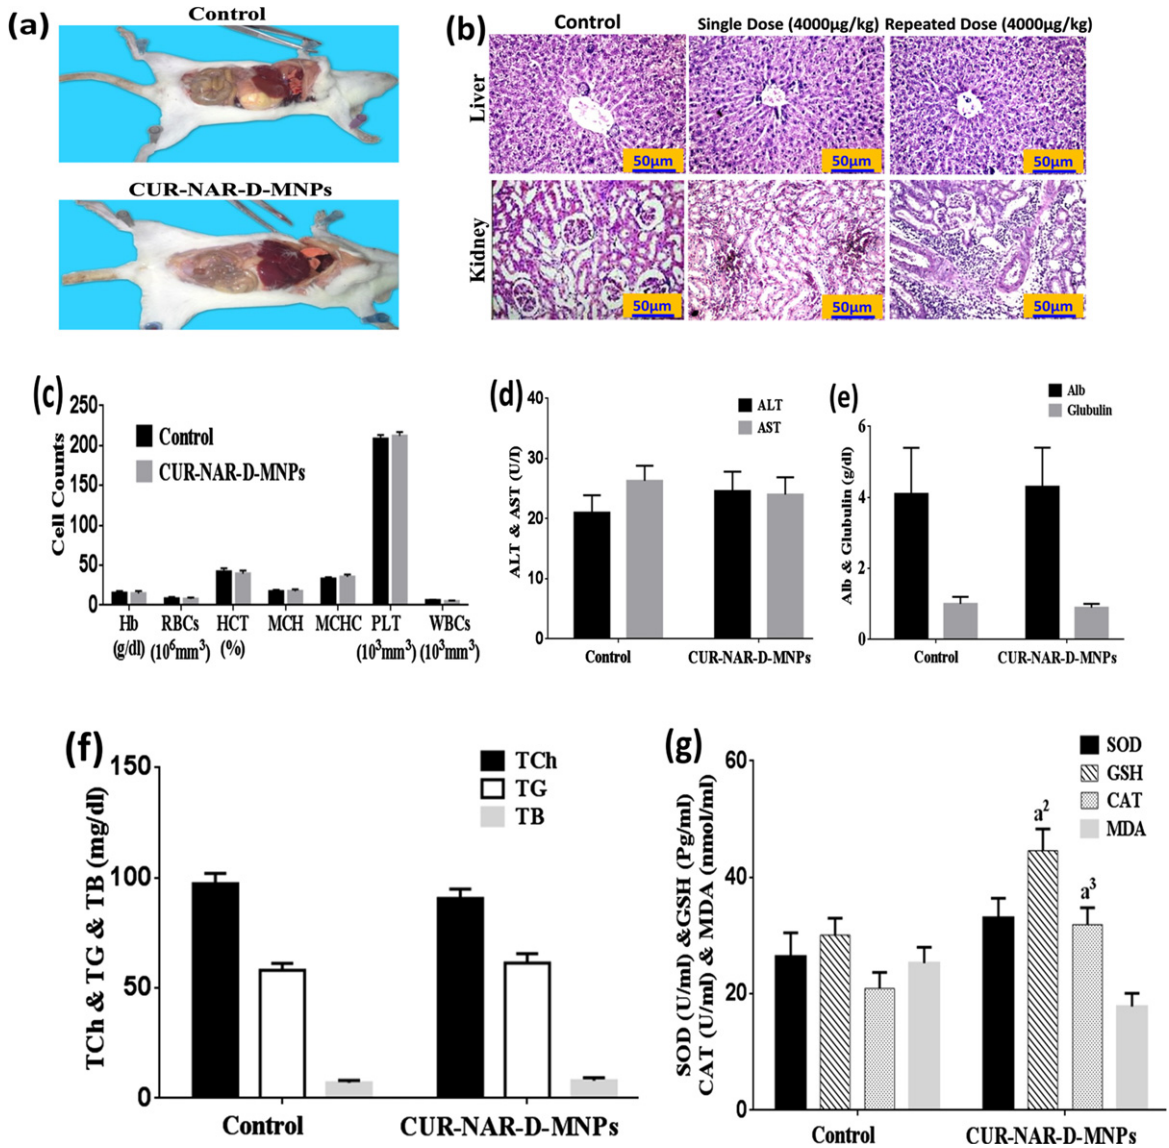 (a)
Control
CUR-NAR-D-MNPs
(b)
Control
Single Dose (4000µg/kg)
Repeated Dose (4000µg/kg)
Liver
50µm
50µm
50µm
Kidney
50µm
50µm
50µm
(c)
Cell Counts
250
200
150
100
50
0
Control
CUR-NAR-D-MNPs
Hb
(g/dl)
RBCs
(10⁶mm³)
HCT
(%)
MCH
MCHC
PLT
(10³mm³)
WBCs
(10³mm³)
(d)
ALT & AST (U/I)
40
30
20
10
0
ALT
AST
Control
CUR-NAR-D-MNPs
(e)
Alb & Glubulin (g/dl)
6
4
2
0
Alb
Glubulin
Control
CUR-NAR-D-MNPs
(f)
TCh & TG & TB (mg/dl)
150
100
50
0
TCh
TG
TB
Control
CUR-NAR-D-MNPs
(g)
SOD (U/ml) &GSH (Pg/ml)
CAT (U/ml) & MDA (nmol/ml)
60
40
20
0
SOD
GSH
CAT
MDA
a²
a³
Control
CUR-NAR-D-MNPs